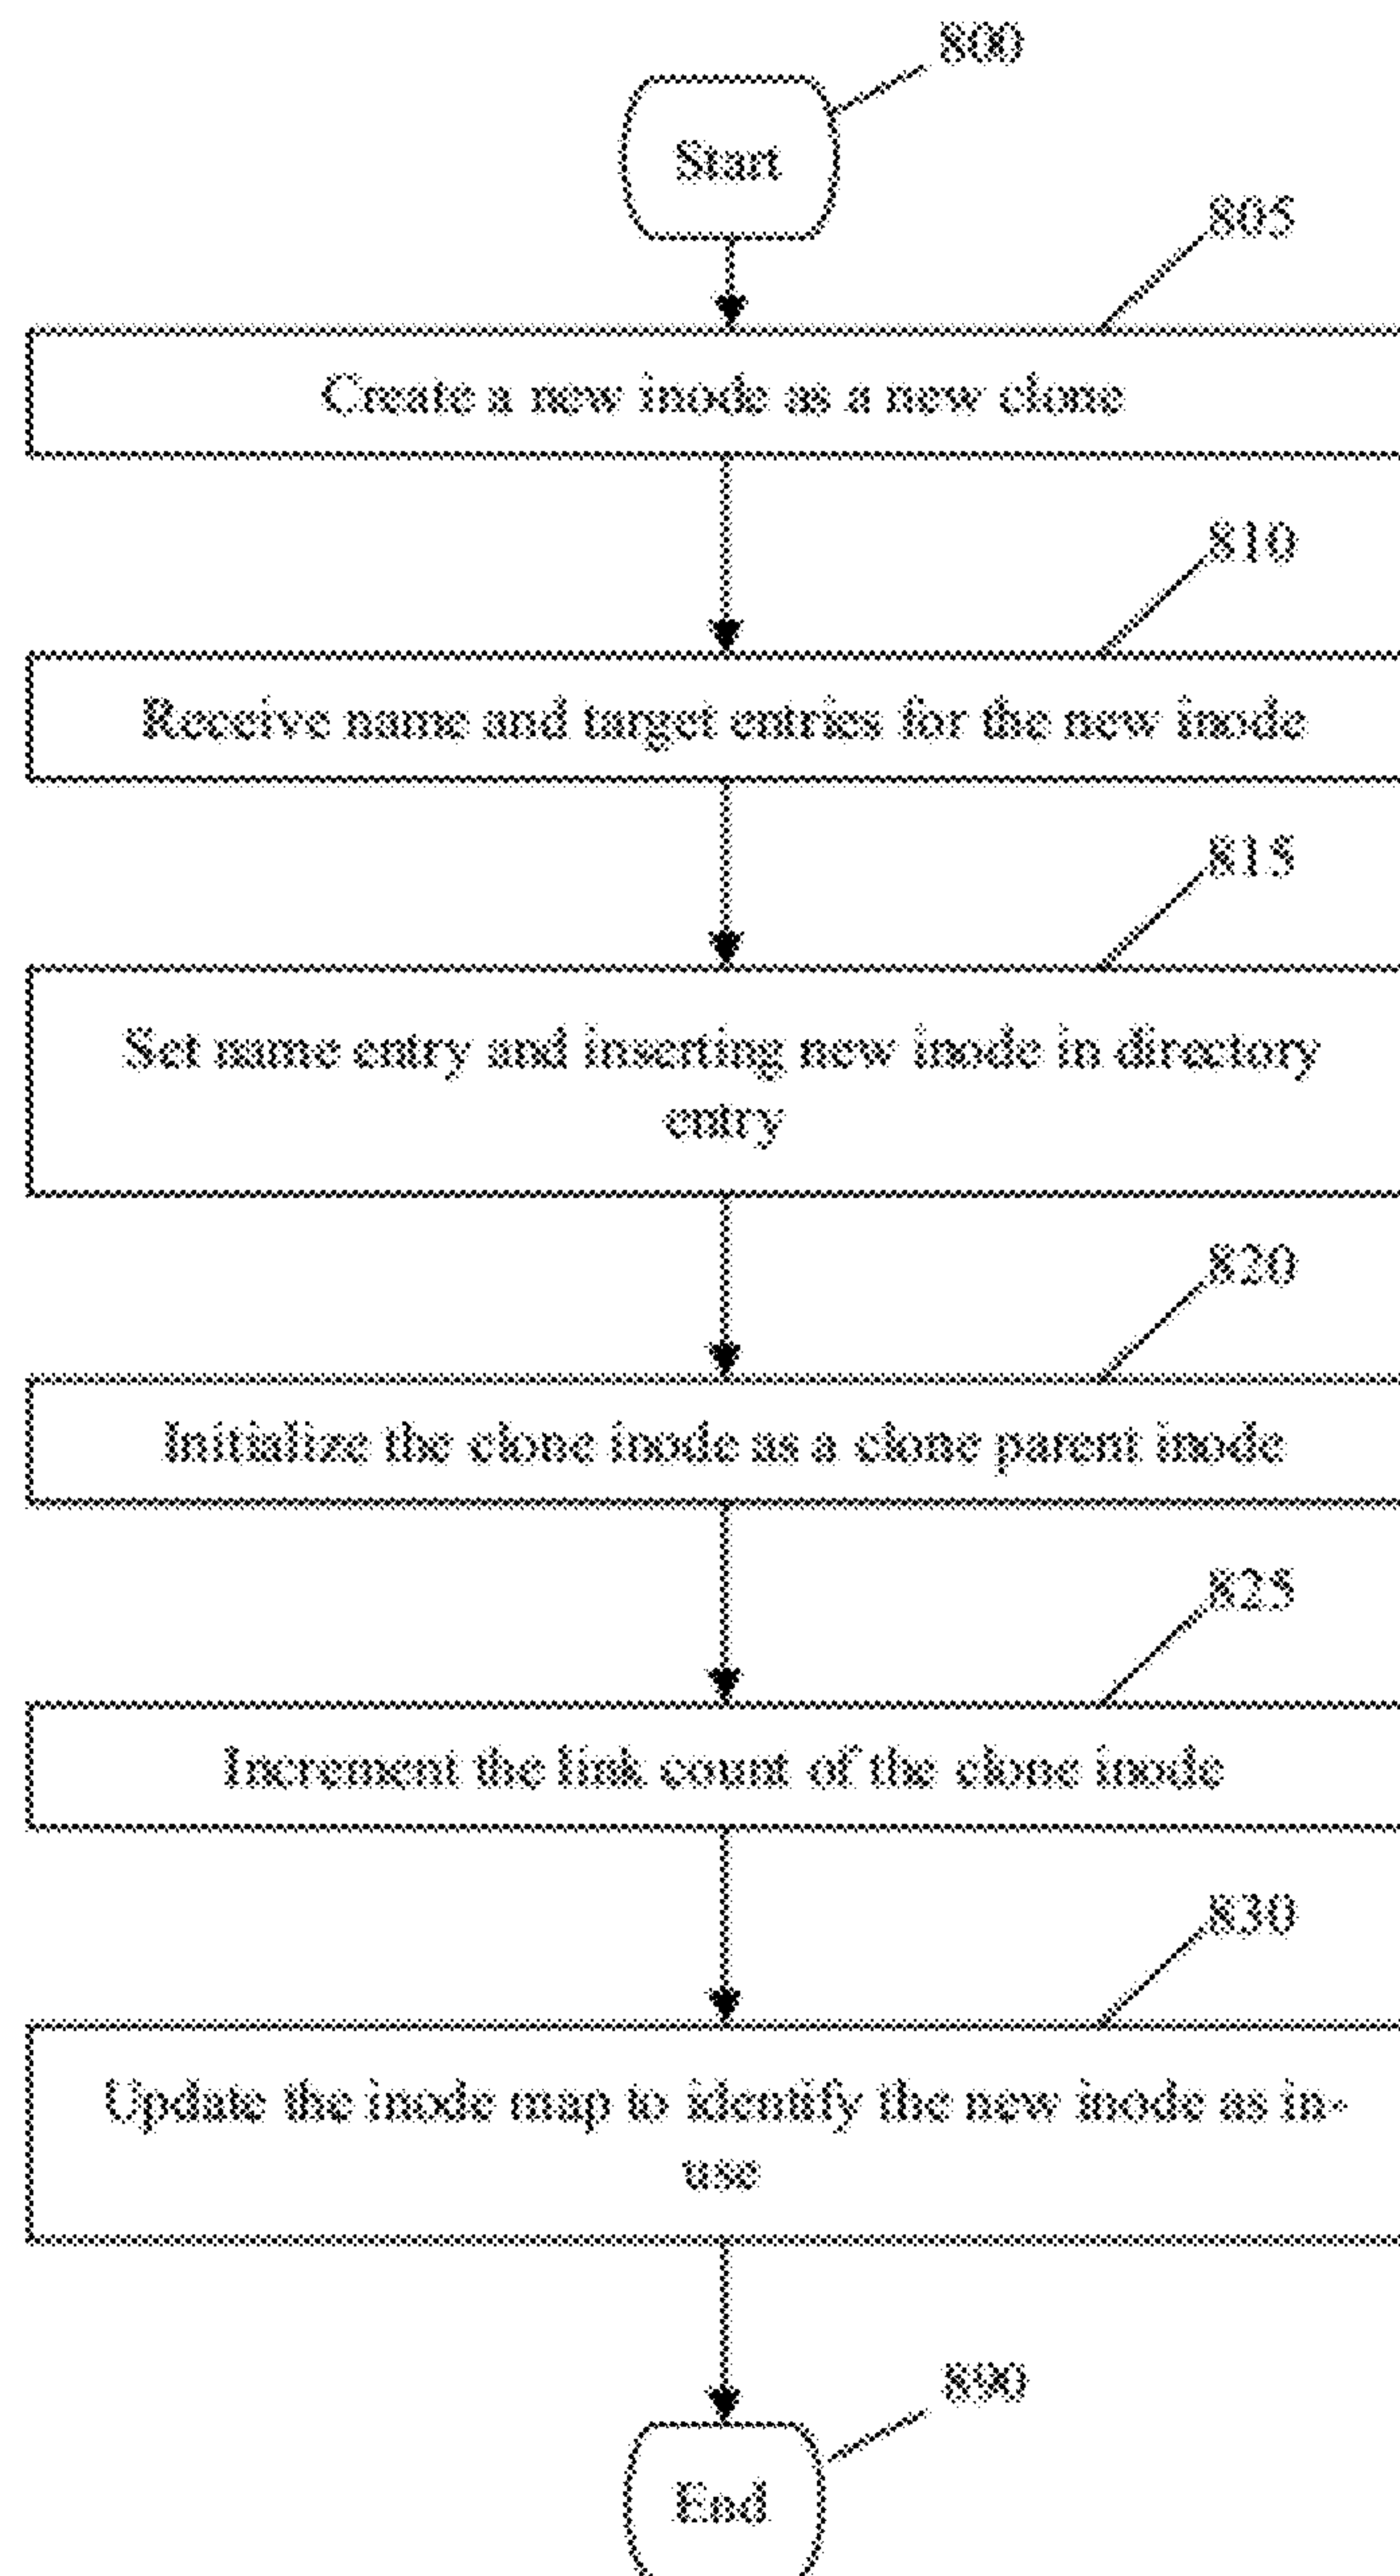 800
Start
805
Create a new inode as a new clone
810
Receive name and target entries for the new inode
815
Set name entry and inserting new inode in directory
entry
820
Initialize the clone inode as a clone parent inode
825
Increment the link count of the clone inode
830
Update the inode map to identify the new inode as in-
use
890
End